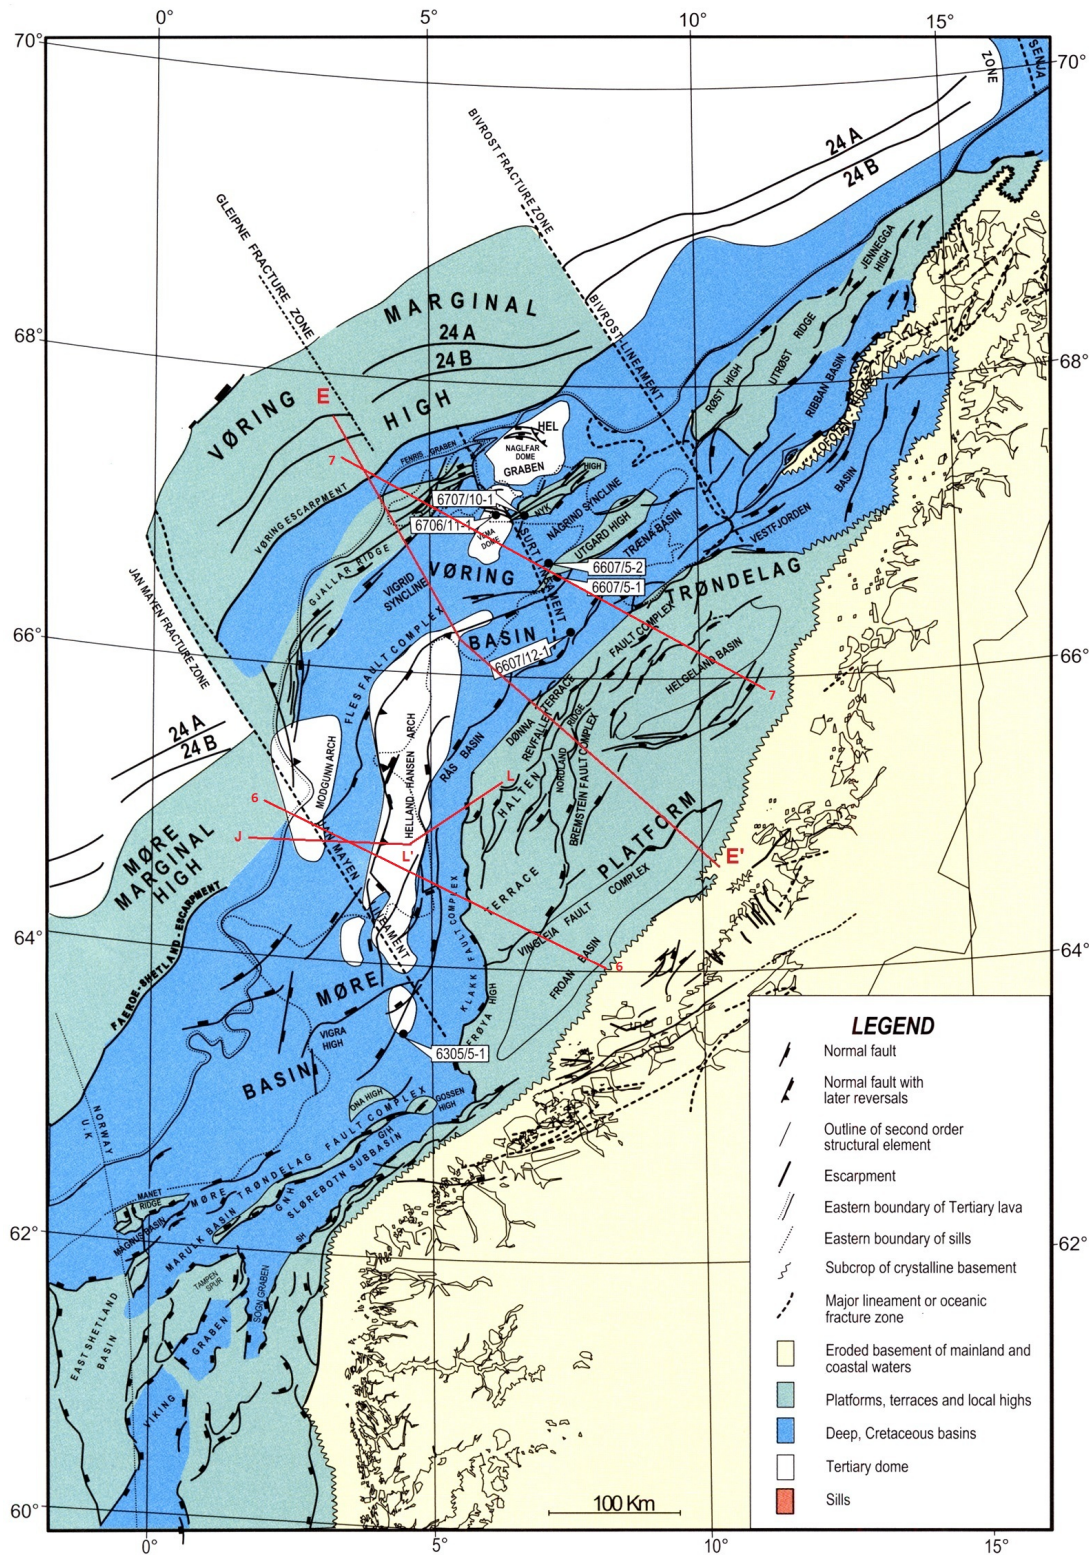 0°
5°
10°
15°
70°
70°
SENJA
ZONE
24 A
24 B
BIVROST FRACTURE ZONE
GLEIPNE FRACTURE ZONE
JENNEGGA
HIGH
BIVROST LINEAMENT
MARGINAL
24 A
24 B
HIGH
VØRING
68°
68°
UTRØST RIDGE
RØST HIGH
RIBBAN BASIN
LOFOTEN RIDGE
E
7
HEL
NAGLFAR
DOME
GRABEN
FENRIS GRABEN
HIGH
NYK
6707/10-1
6706/11-1
VEMA
DOME
NÅGRIND SYNCLINE
UTGARD HIGH
TRÆNA BASIN
BASIN
VESTFJORDEN
VØRING ESCARPMENT
GJALLAR RIDGE
VIGRID
SYNCLINE
VØRING
BASIN
SURT LINEAMENT
6607/5-2
6607/5-1
6607/12-1
TRØNDELAG
JAN MAYEN FRACTURE ZONE
66°
66°
FLES FAULT COMPLEX
FAULT COMPLEX
HELGELAND BASIN
7
DØNNA TERRACE
REVFALLET
RIDGE
NORDLAND
BREMSTEIN FAULT COMPLEX
HALTEN
TERRACE
RÅS BASIN
HELLAND-HANSEN ARCH
MODGUNN ARCH
24 A
24 B
6
J
L
L'
E'
PLATFORM
MØRE
MARGINAL
HIGH
JAN MAYEN
LINEAMENT
FAEROE-SHETLAND-ESCARPMENT
KLAKK FAULT COMPLEX
VINGLEIA FAULT COMPLEX
FROAN BASIN
6
FRØYA HIGH
64°
64°
MØRE
BASIN
VIGRA
HIGH
6305/5-1
NORWAY
U.K
ONA HIGH
GOSSEN
HIGH
MØRE TRØNDELAG FAULT COMPLEX
GIH
GNH
SLØREBOTN SUBBASIN
SH
MANET
RIDGE
MAGNUS BASIN
MARULK BASIN
TAMPEN
SPUR
SOGN GRABEN
EAST SHETLAND
BASIN
VIKING
GRABEN
62°
62°
60°
100 Km
0°
5°
10°
15°
LEGEND
Normal fault
Normal fault with
later reversals
Outline of second order
structural element
Escarpment
Eastern boundary of Tertiary lava
Eastern boundary of sills
Subcrop of crystalline basement
Major lineament or oceanic
fracture zone
Eroded basement of mainland and
coastal waters
Platforms, terraces and local highs
Deep, Cretaceous basins
Tertiary dome
Sills